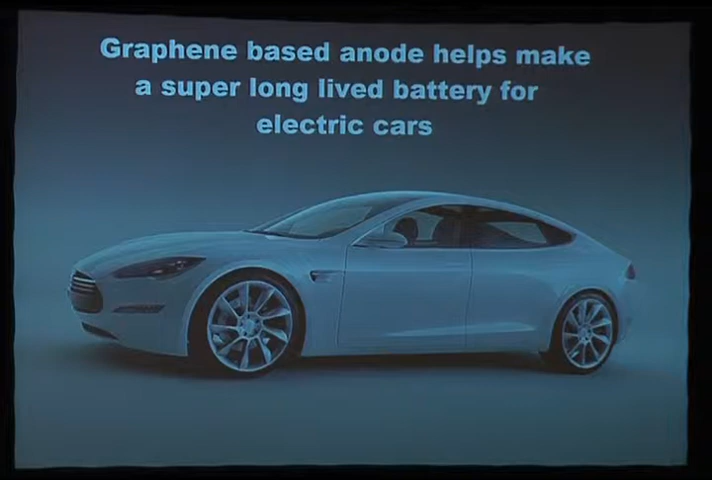 Graphene based anode helps make
a super long lived battery for
electric cars